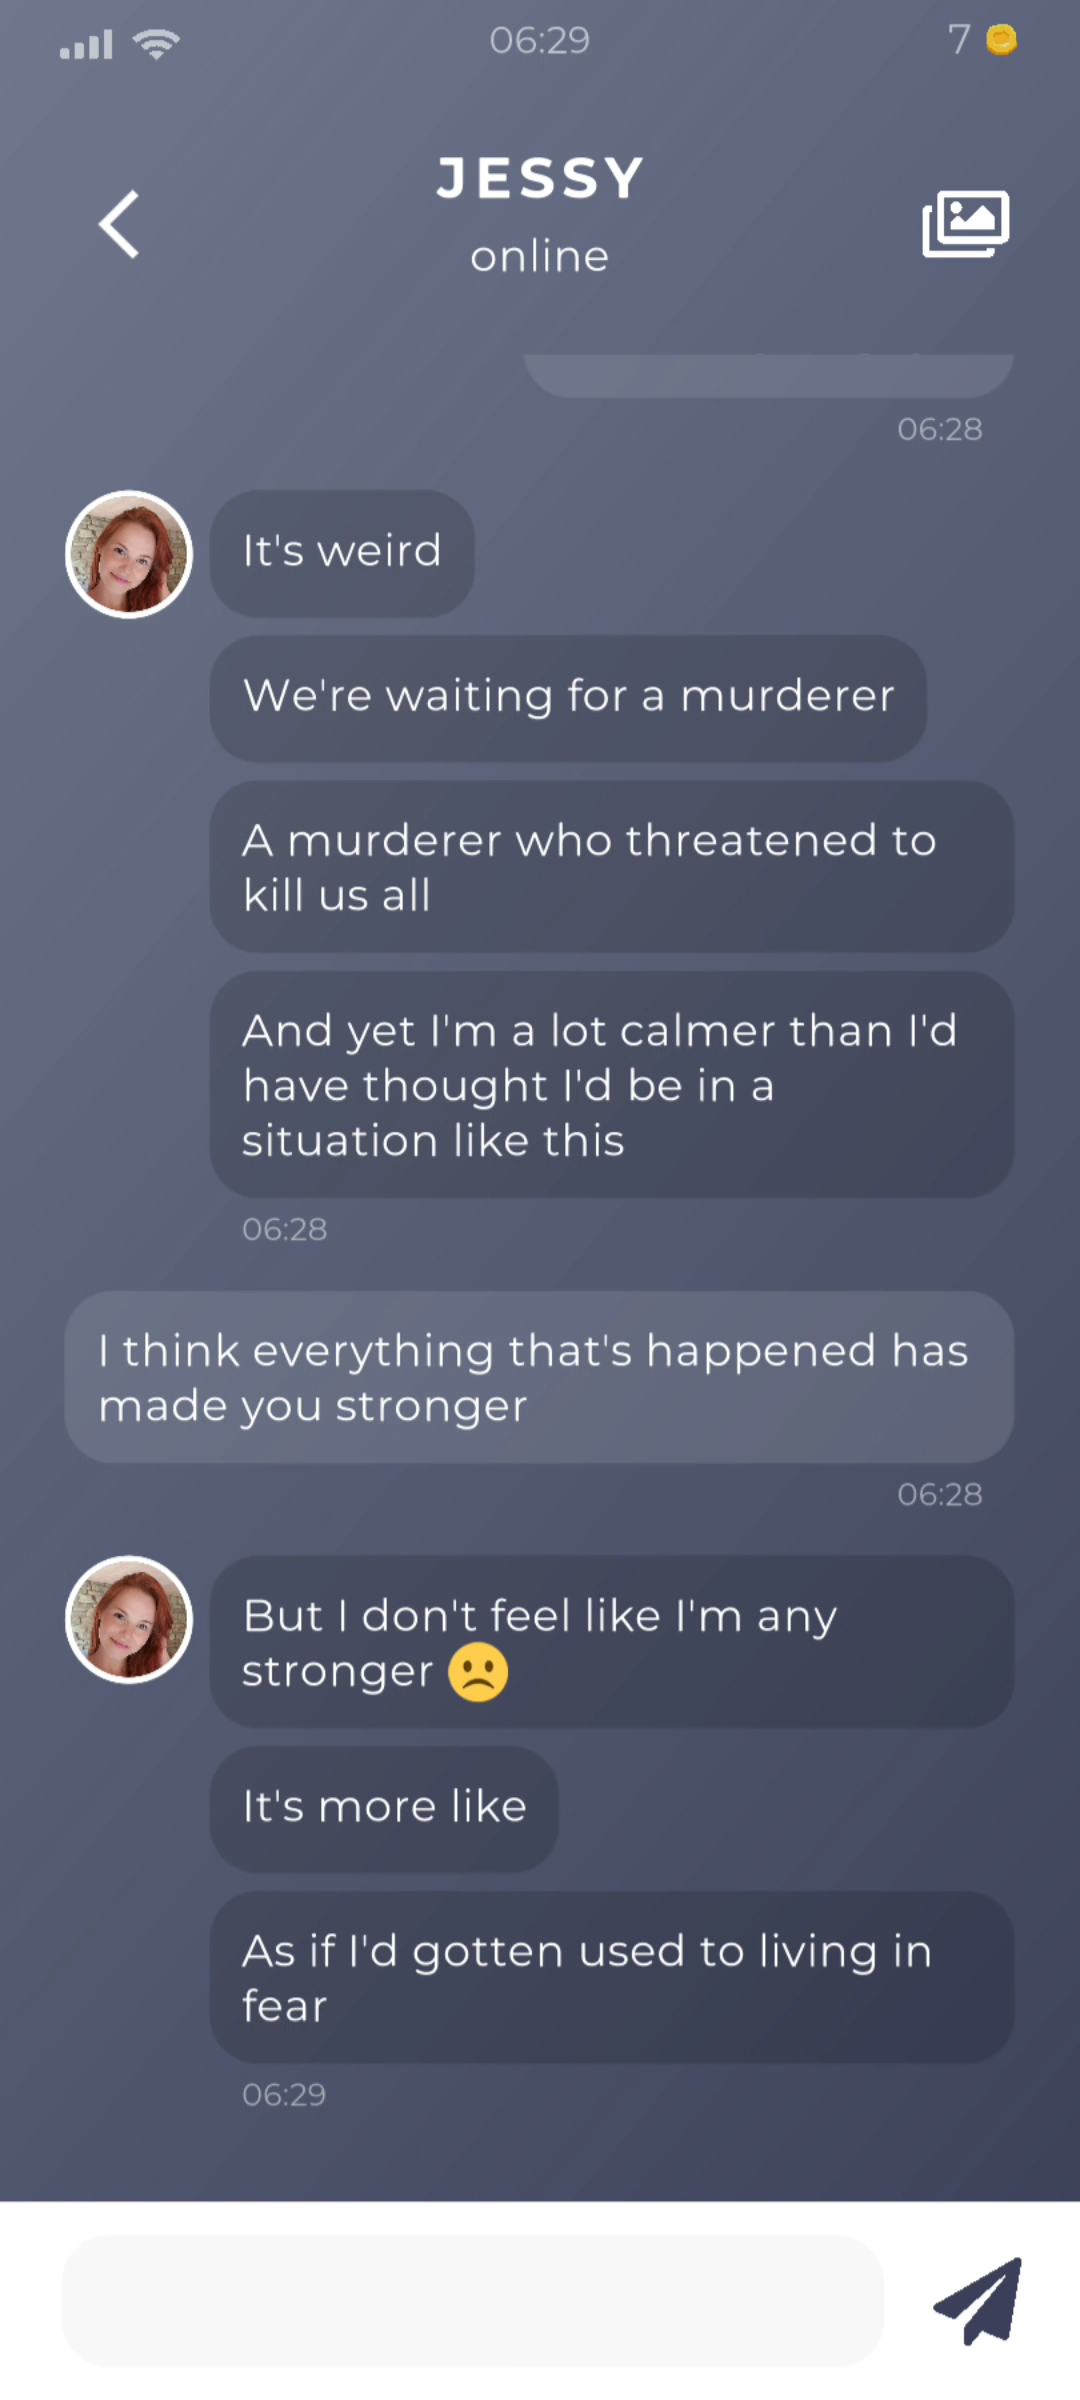 06:29
7
JESSY
online
06:28
It's weird
We're waiting for a murderer
A murderer who threatened to
kill us all
And yet I'm a lot calmer than I'd
have thought I'd be in a
situation like this
06:28
I think everything that's happened has
made you stronger
06:28
But I don't feel like I'm any
stronger ☹️
It's more like
As if I'd gotten used to living in
fear
06:29